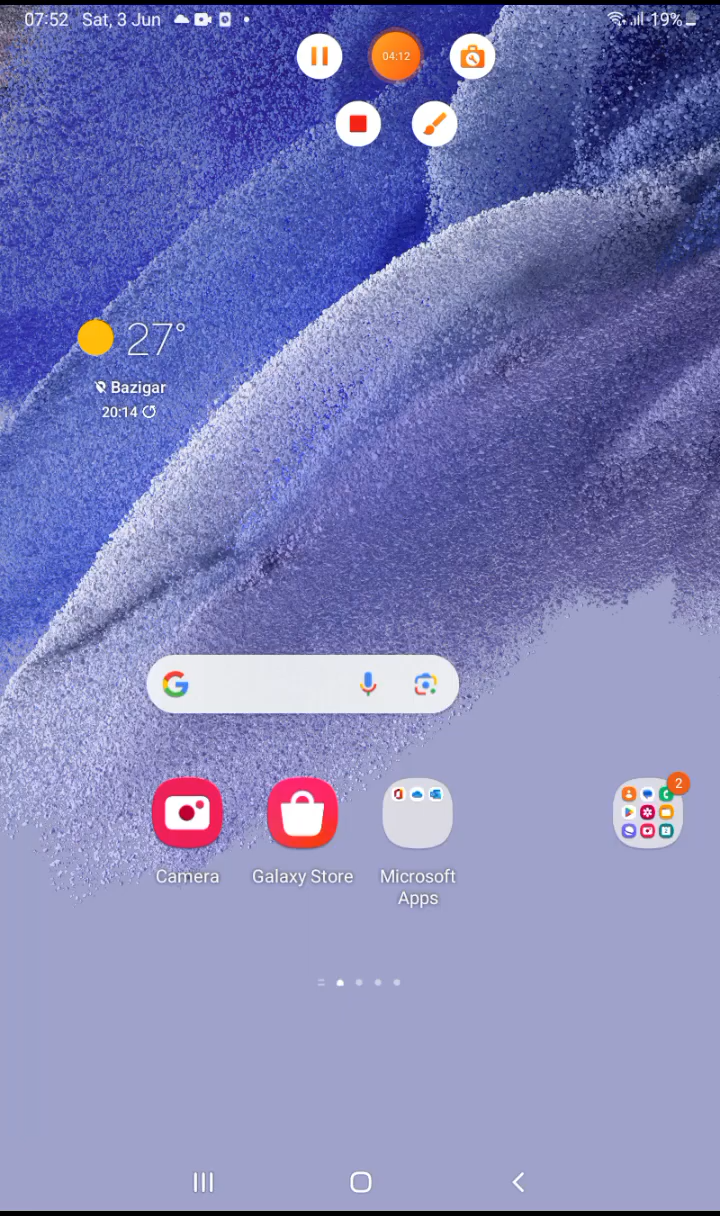 07:52 Sat, 3 Jun
19%
04:12
27°
Bazigar
20:14
Camera
Galaxy Store
Microsoft
Apps
2